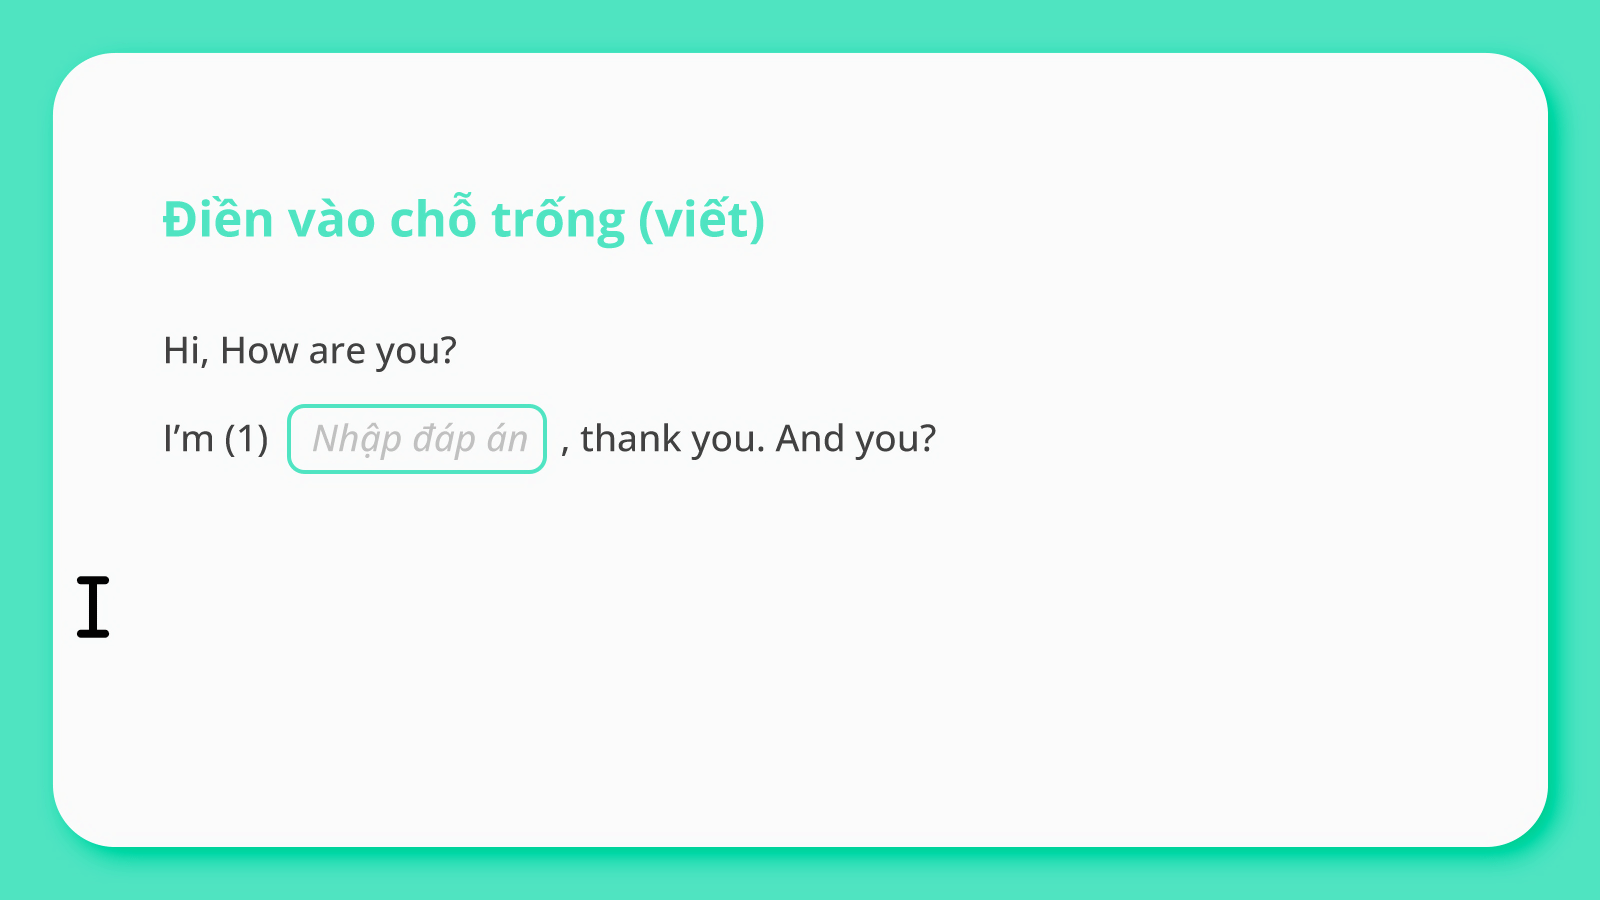 Điền vào chỗ trống (viết)
Hi, How are you?
I’m (1) Nhập đáp án , thank you. And you?